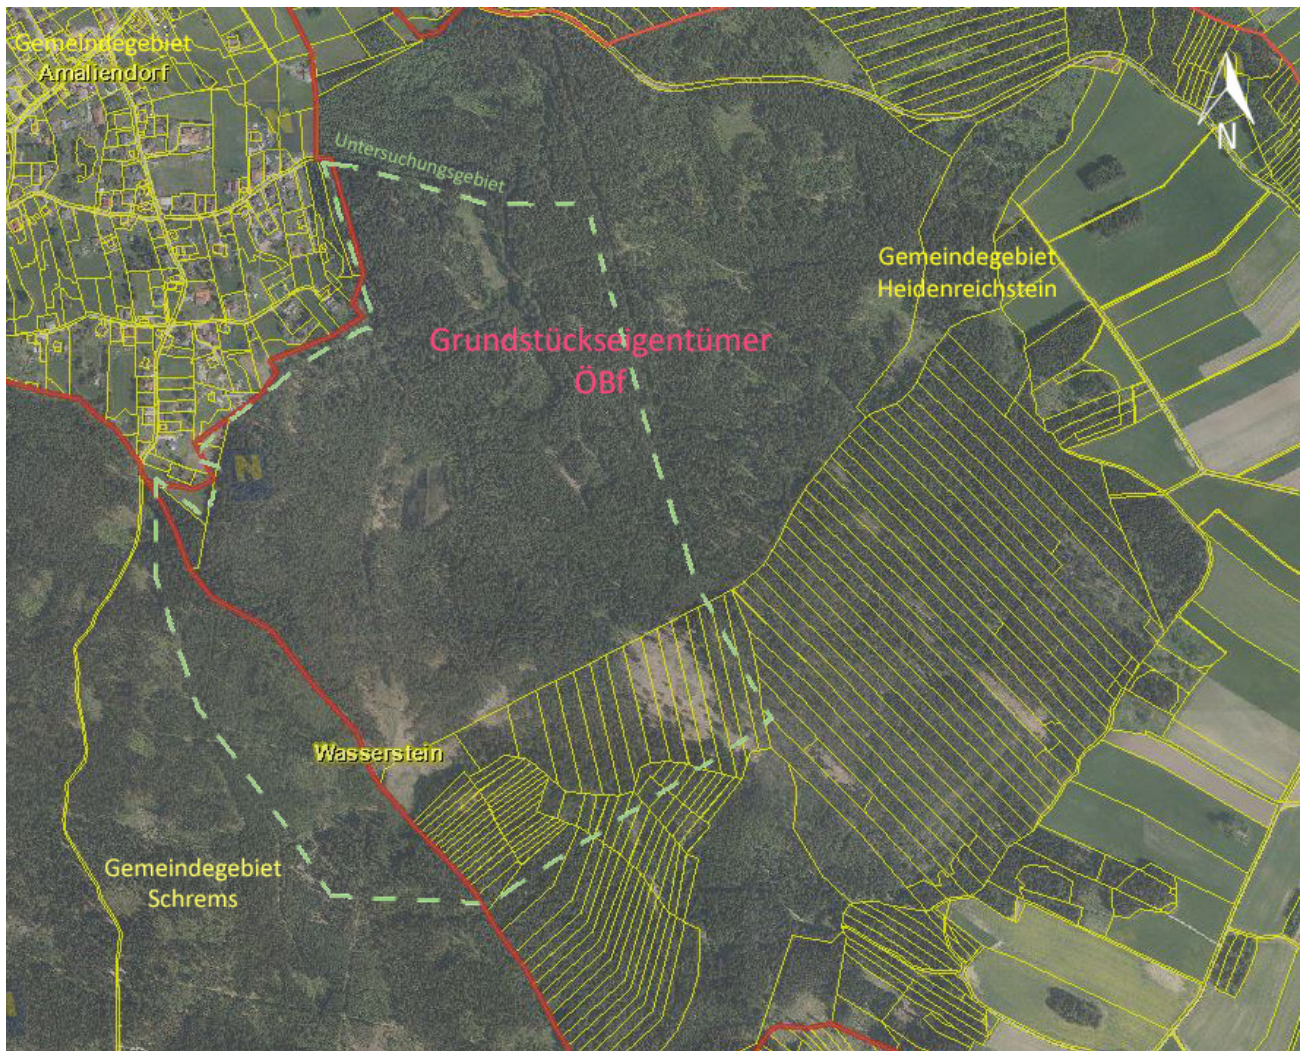 Gemeindegebiet
Amaliendorf
Untersuchungsgebiet
N
Gemeindegebiet
Heidenreichstein
Grundstückseigentümer
ÖBf
N
Wasserstein
Gemeindegebiet
Schrems